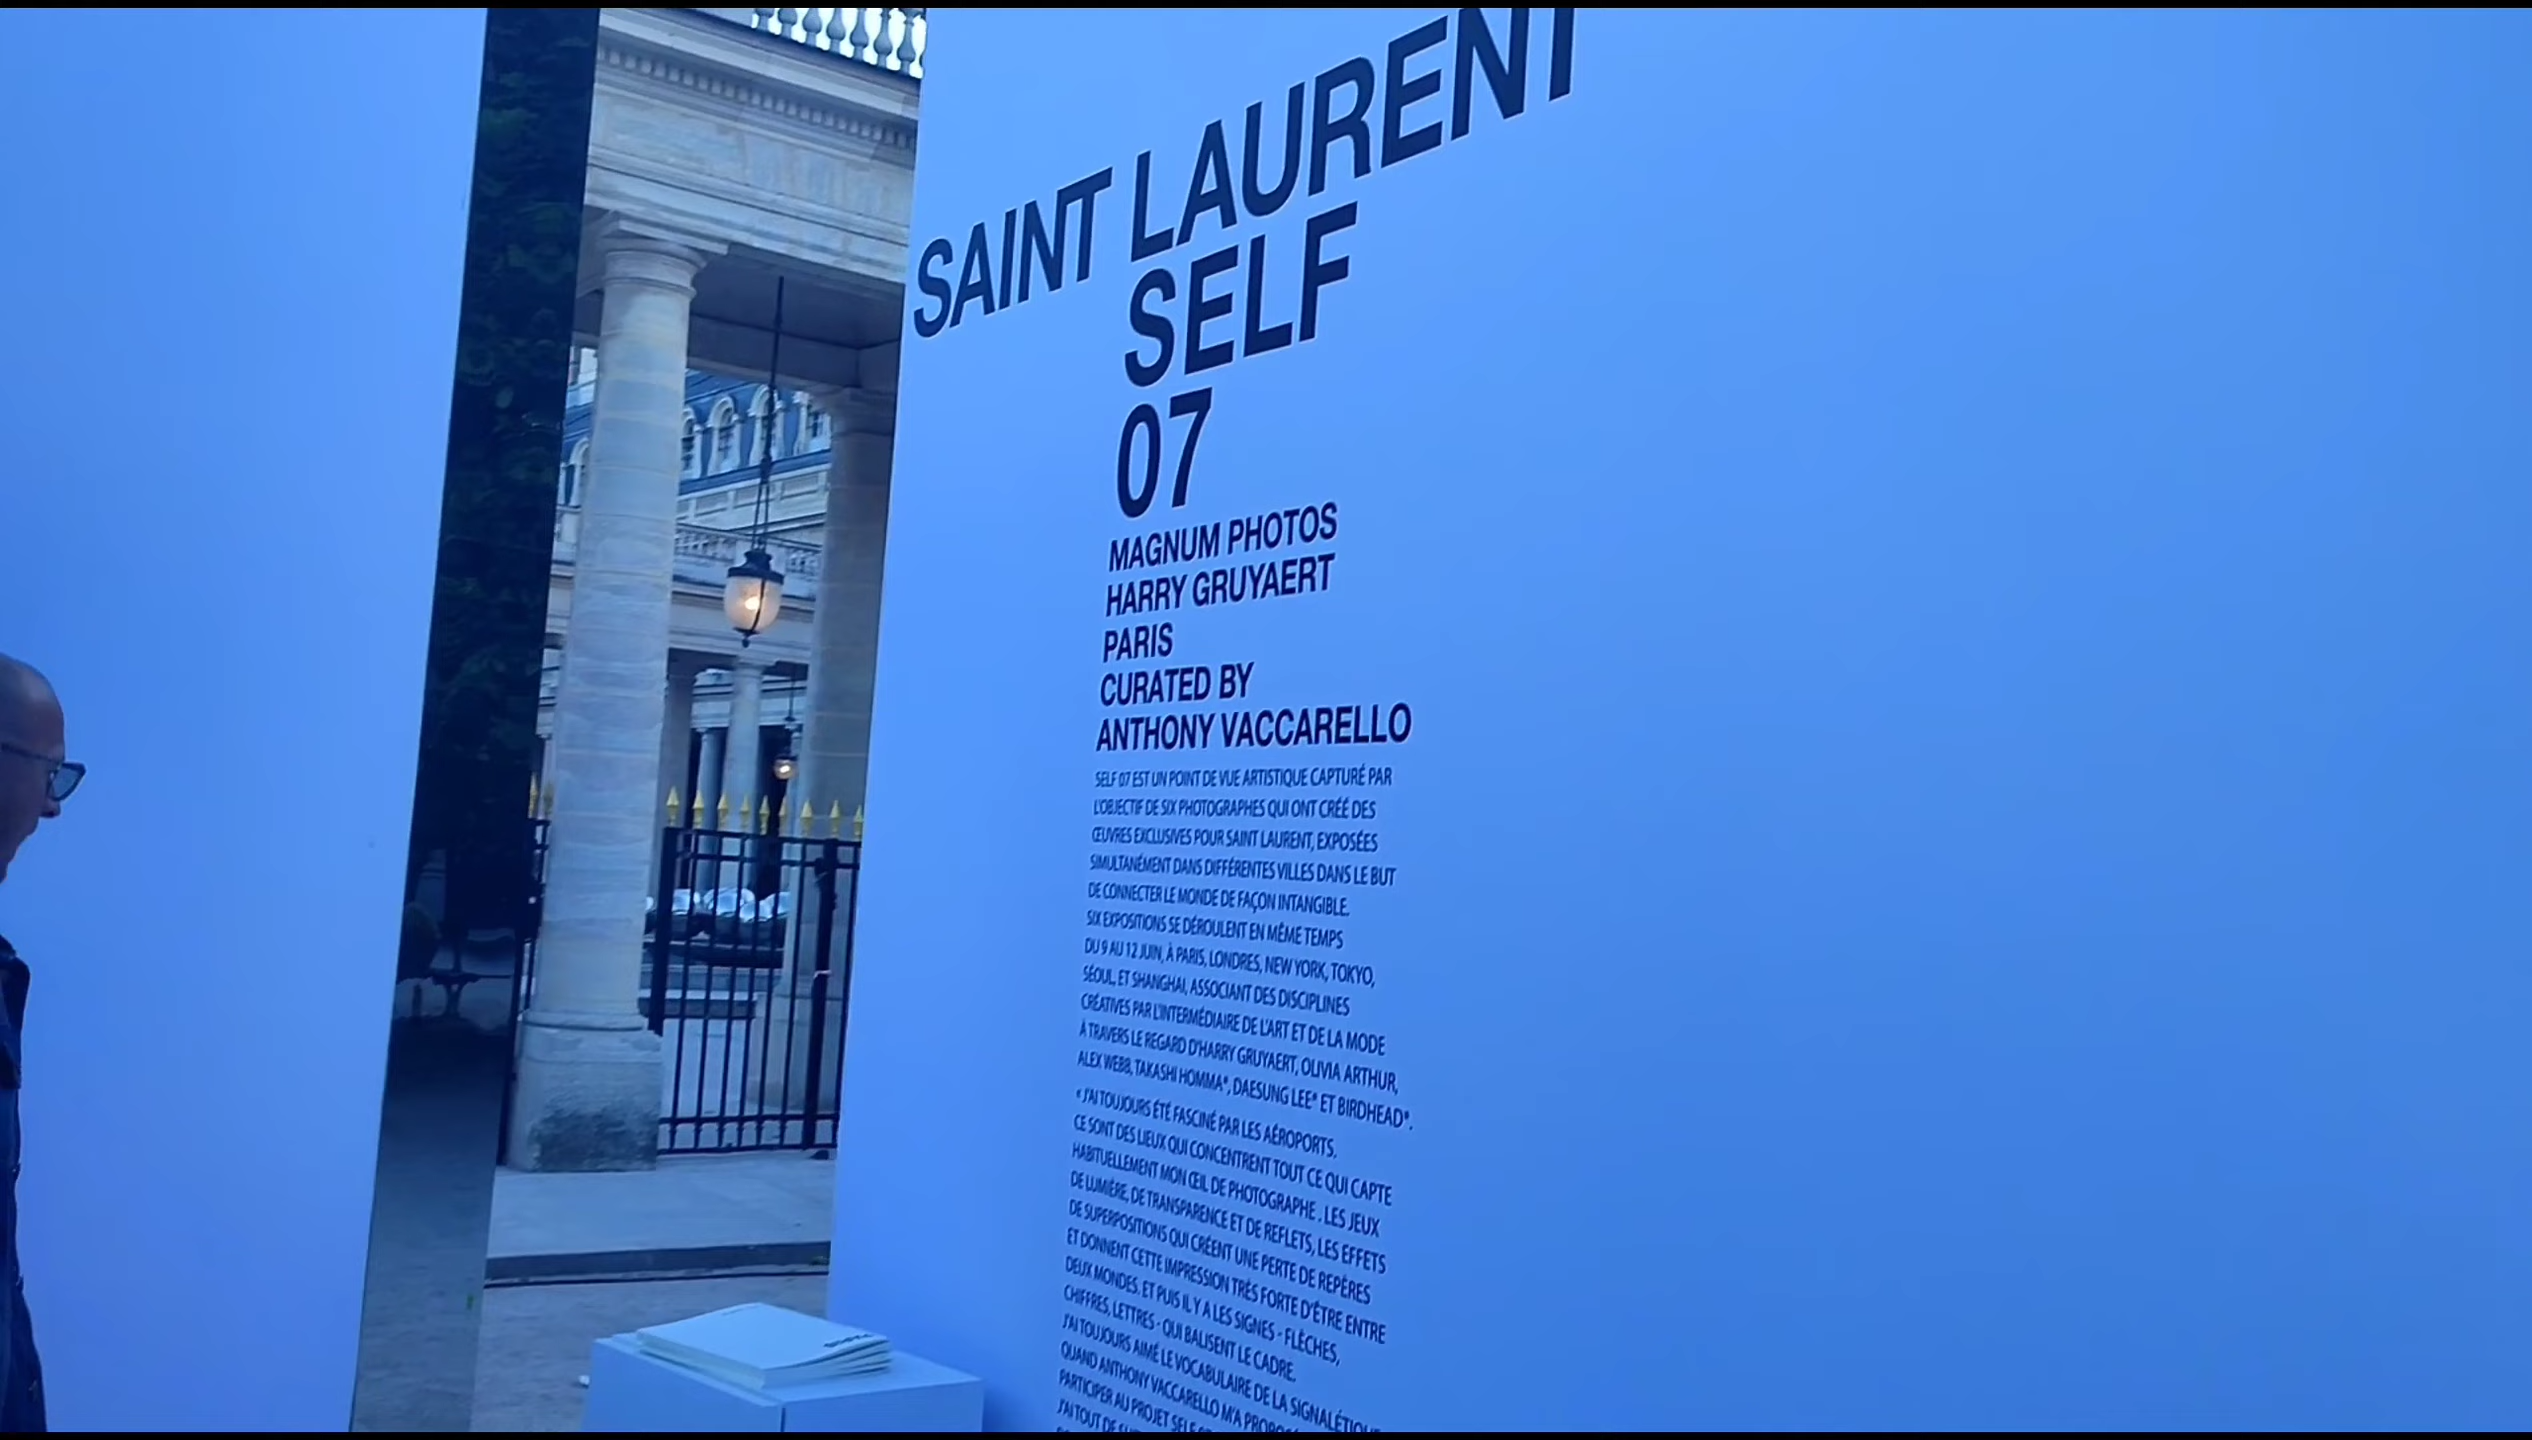 SAINT LAURENT
SELF
07
MAGNUM PHOTOS
HARRY GRUYAERT
PARIS
CURATED BY
ANTHONY VACCARELLO
SELF 07 EST UN POINT DE VUE ARTISTIQUE CAPTURÉ PAR
L'OBJECTIF DE SIX PHOTOGRAPHES QUI ONT CRÉÉ DES
ŒUVRES EXCLUSIVES POUR SAINT LAURENT, EXPOSÉES
SIMULTANÉMENT DANS DIFFÉRENTES VILLES DANS LE BUT
DE CONNECTER LE MONDE DE FAÇON INTANGIBLE.
SIX EXPOSITIONS SE DÉROULENT EN MÊME TEMPS
DU 9 AU 12 JUIN, À PARIS, LONDRES, NEW YORK, TOKYO,
SÉOUL, ET SHANGHAI, ASSOCIANT DES DISCIPLINES
CRÉATIVES PAR L'INTERMÉDIAIRE DE L'ART ET DE LA MODE
À TRAVERS LE REGARD D'HARRY GRUYAERT, OLIVIA ARTHUR,
ALEX WEBB, TAKASHI HOMMA*, DAESUNG LEE* ET BIRDHEAD*.
« J'AI TOUJOURS ÉTÉ FASCINÉ PAR LES AÉROPORTS.
CE SONT DES LIEUX QUI CONCENTRENT TOUT CE QUI CAPTE
HABITUELLEMENT MON ŒIL DE PHOTOGRAPHE . LES JEUX
DE LUMIÈRE, DE TRANSPARENCE ET DE REFLETS, LES EFFETS
DE SUPERPOSITIONS QUI CRÉENT UNE PERTE DE REPÈRES
ET DONNENT CETTE IMPRESSION TRÈS FORTE D'ÊTRE ENTRE
DEUX MONDES. ET PUIS IL Y A LES SIGNES - FLÈCHES,
CHIFFRES, LETTRES - QUI BALISENT LE CADRE.
J'AI TOUJOURS AIMÉ LE VOCABULAIRE DE LA
QUAND ANTHONY VACCARELLO M'A
PARTICIPER AU PROJET SELF
J'AI TOUT DE